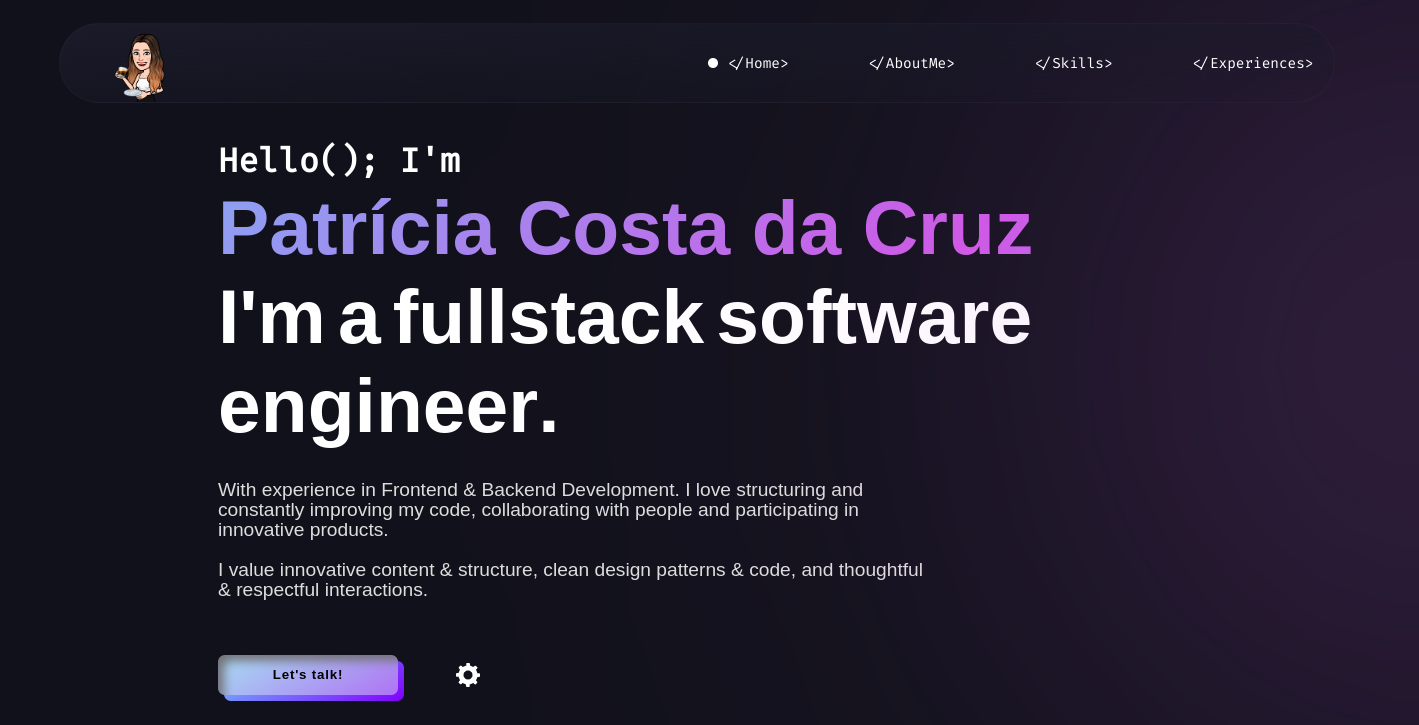 </Home>
</AboutMe>
</Skills>
</Experiences>
Hello(); I'm
Patrícia Costa da Cruz
I'm a fullstack software
engineer.
With experience in Frontend & Backend Development. I love structuring and
constantly improving my code, collaborating with people and participating in
innovative products.
I value innovative content & structure, clean design patterns & code, and thoughtful
& respectful interactions.
Let's talk!